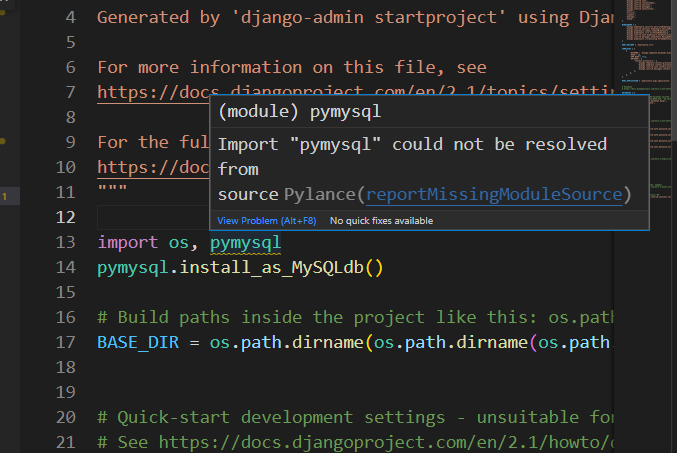 4 Generated by 'django-admin startproject' using Djan
5
6 For more information on this file, see
7 https://docs.djangoproject.com/en/2.1/topics/settin
(module) pymysql
8
Import "pymysql" could not be resolved
9 For the ful
from
10 https://doc
source Pylance(reportMissingModuleSource)
11 """
View Problem (Alt+F8) No quick fixes available
12
1
13 import os, pymysql
14 pymysql.install_as_MySQLdb()
15
16 # Build paths inside the project like this: os.path
17 BASE_DIR = os.path.dirname(os.path.dirname(os.path.
18
19
20 # Quick-start development settings - unsuitable fo
21 # See https://docs.djangoproject.com/en/2.1/howto/